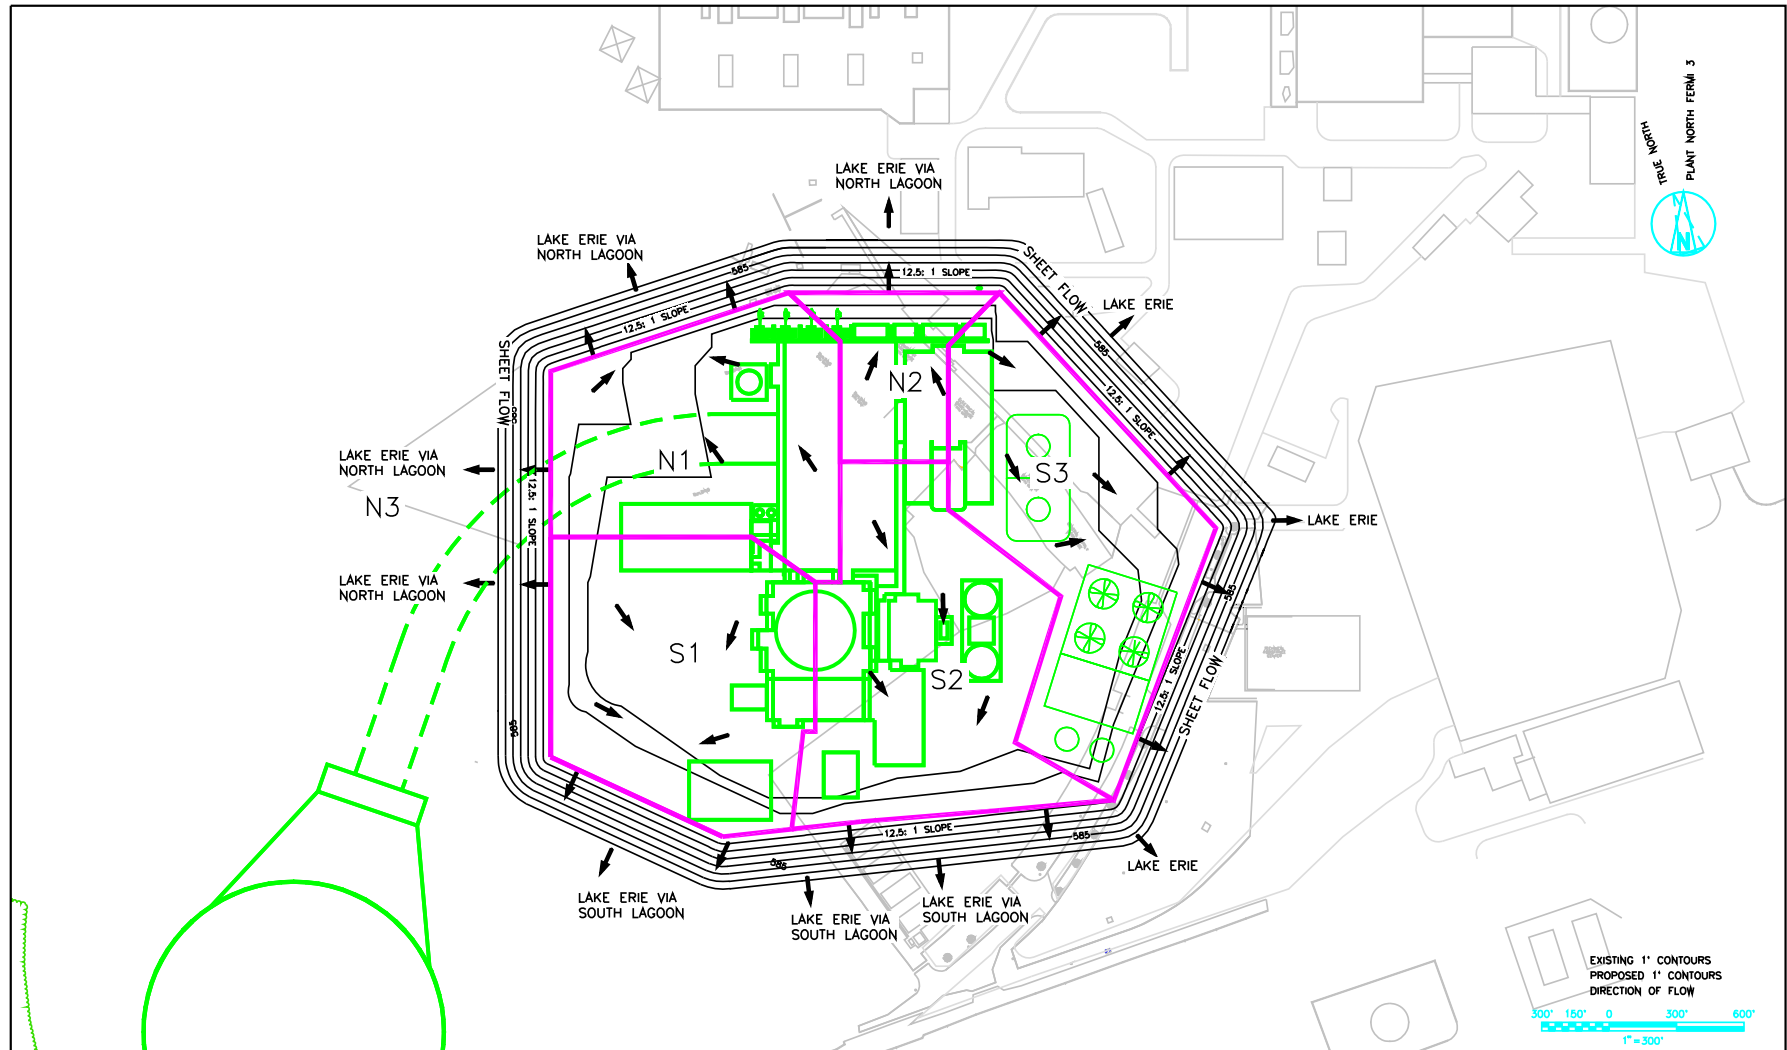 PLANT NORTH FERMI 3
TRUE NORTH
N
LAKE ERIE VIA
NORTH LAGOON
LAKE ERIE VIA
NORTH LAGOON
SHEET FLOW
585
12.5: 1 SLOPE
LAKE ERIE
12.5: 1 SLOPE
585
SHEET FLOW
N2
12.5: 1 SLOPE
585
LAKE ERIE VIA
NORTH LAGOON
N1
S3
N3
12.5: 1 SLOPE
LAKE ERIE
LAKE ERIE VIA
NORTH LAGOON
585
S1
S2
12.5: 1 SLOPE
SHEET FLOW
585
12.5: 1 SLOPE
585
585
LAKE ERIE
LAKE ERIE VIA
SOUTH LAGOON
LAKE ERIE VIA
SOUTH LAGOON
LAKE ERIE VIA
SOUTH LAGOON
EXISTING 1' CONTOURS
PROPOSED 1' CONTOURS
DIRECTION OF FLOW
300' 150' 0 300' 600'
1"=300'